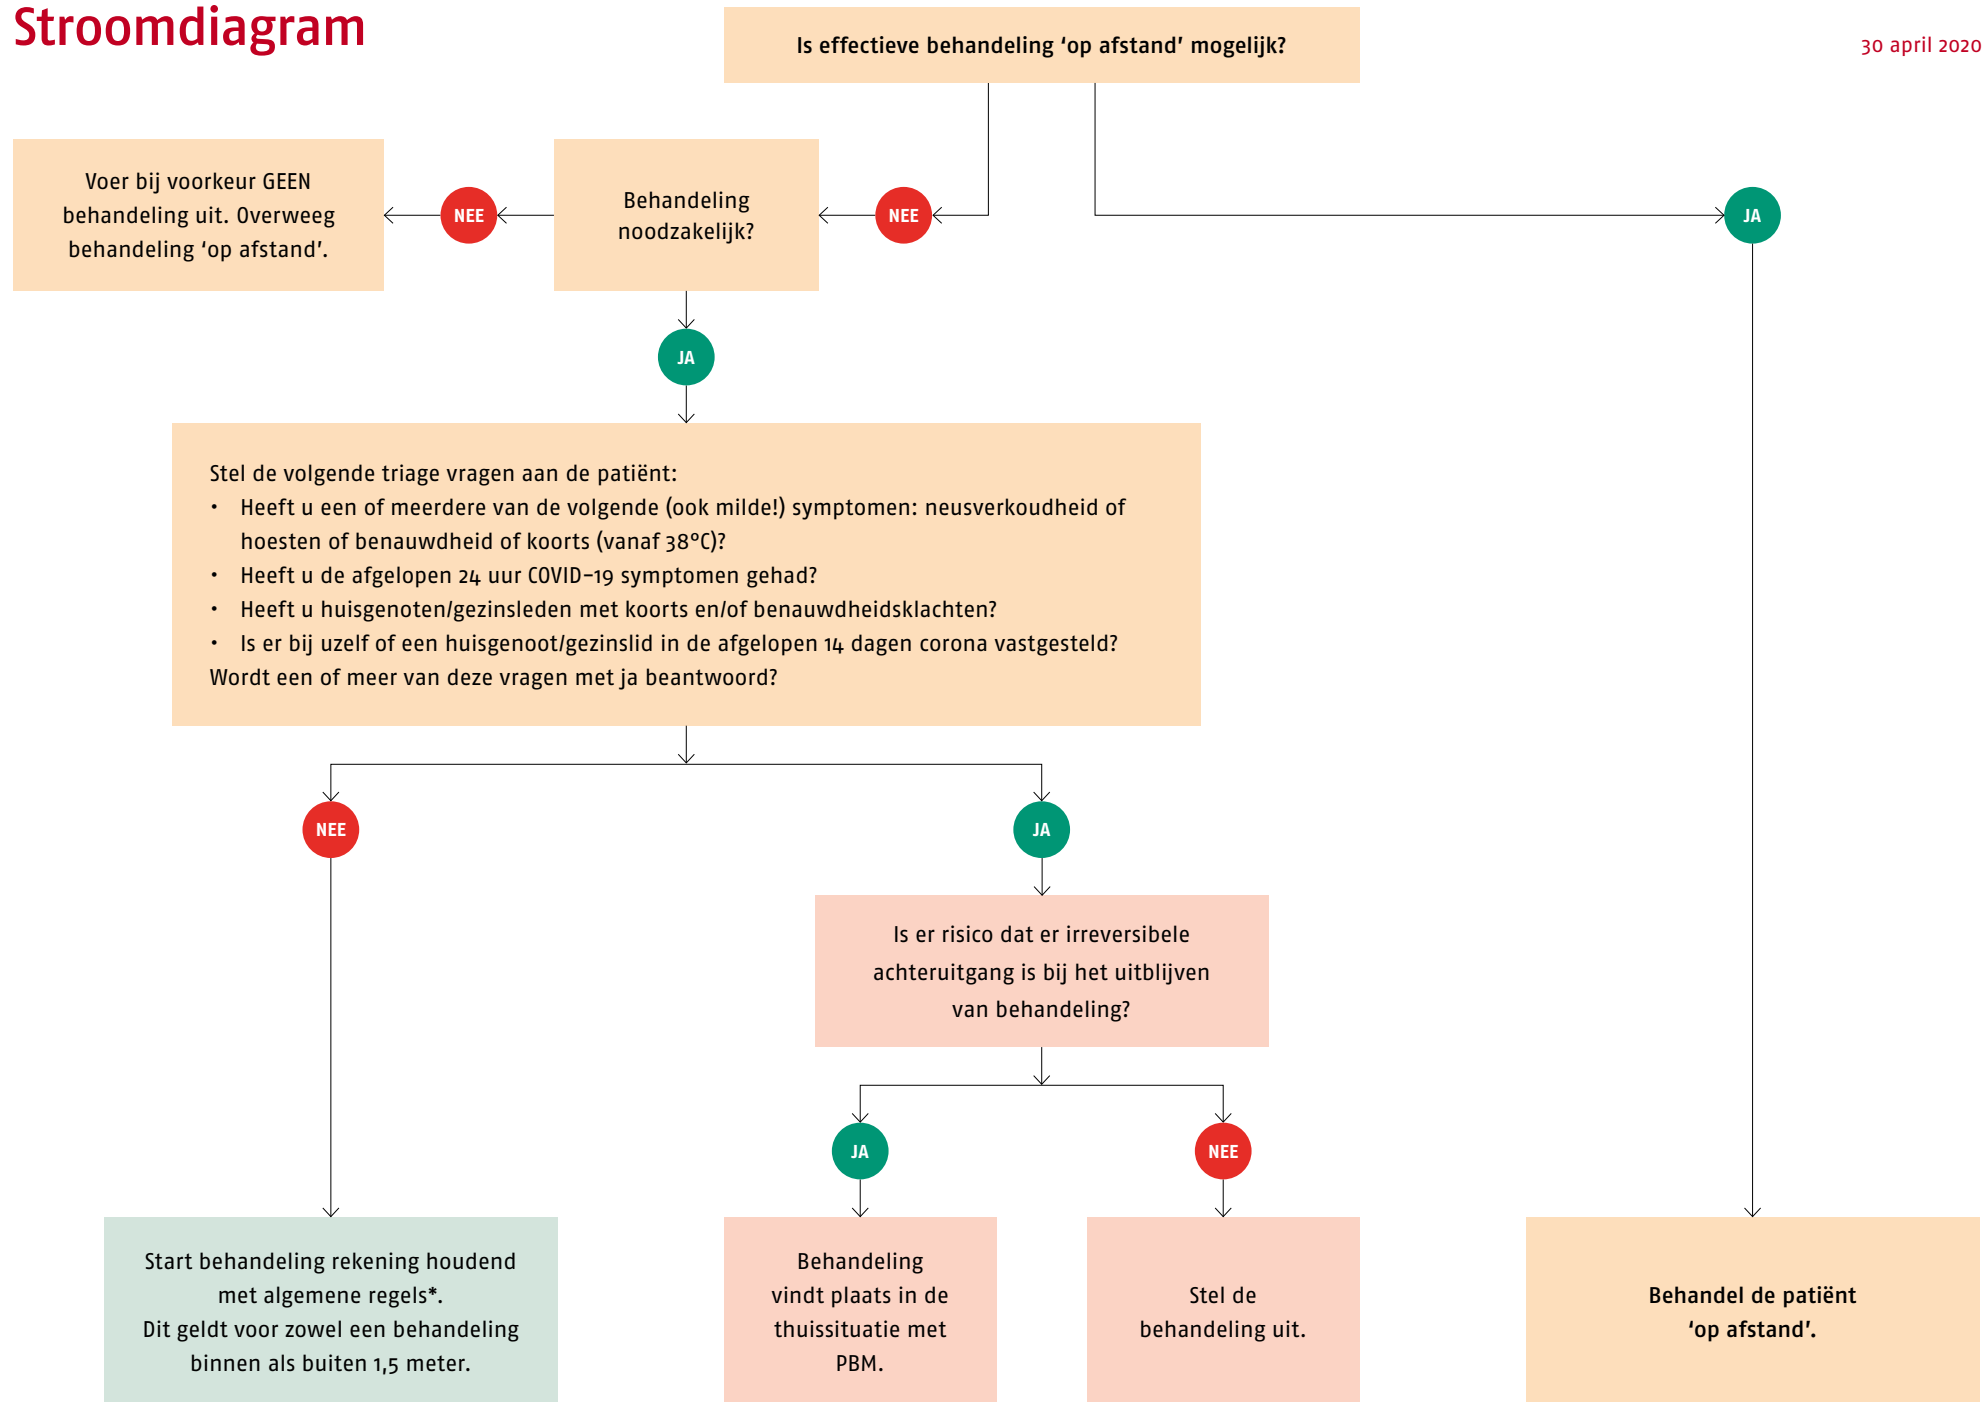 Stroomdiagram
Is effectieve behandeling ‘op afstand’ mogelijk?
30 april 2020
Voer bij voorkeur GEEN
behandeling uit. Overweeg
behandeling ‘op afstand’.
NEE
Behandeling
noodzakelijk?
NEE
JA
JA
Stel de volgende triage vragen aan de patiënt:
• Heeft u een of meerdere van de volgende (ook milde!) symptomen: neusverkoudheid of
hoesten of benauwdheid of koorts (vanaf 38°C)?
• Heeft u de afgelopen 24 uur COVID-19 symptomen gehad?
• Heeft u huisgenoten/gezinsleden met koorts en/of benauwdheidsklachten?
• Is er bij uzelf of een huisgenoot/gezinslid in de afgelopen 14 dagen corona vastgesteld?
Wordt een of meer van deze vragen met ja beantwoord?
NEE
JA
Is er risico dat er irreversibele
achteruitgang is bij het uitblijven
van behandeling?
JA
NEE
Start behandeling rekening houdend
met algemene regels*.
Dit geldt voor zowel een behandeling
binnen als buiten 1,5 meter.
Behandeling
vindt plaats in de
thuissituatie met
PBM.
Stel de
behandeling uit.
Behandel de patiënt
‘op afstand’.